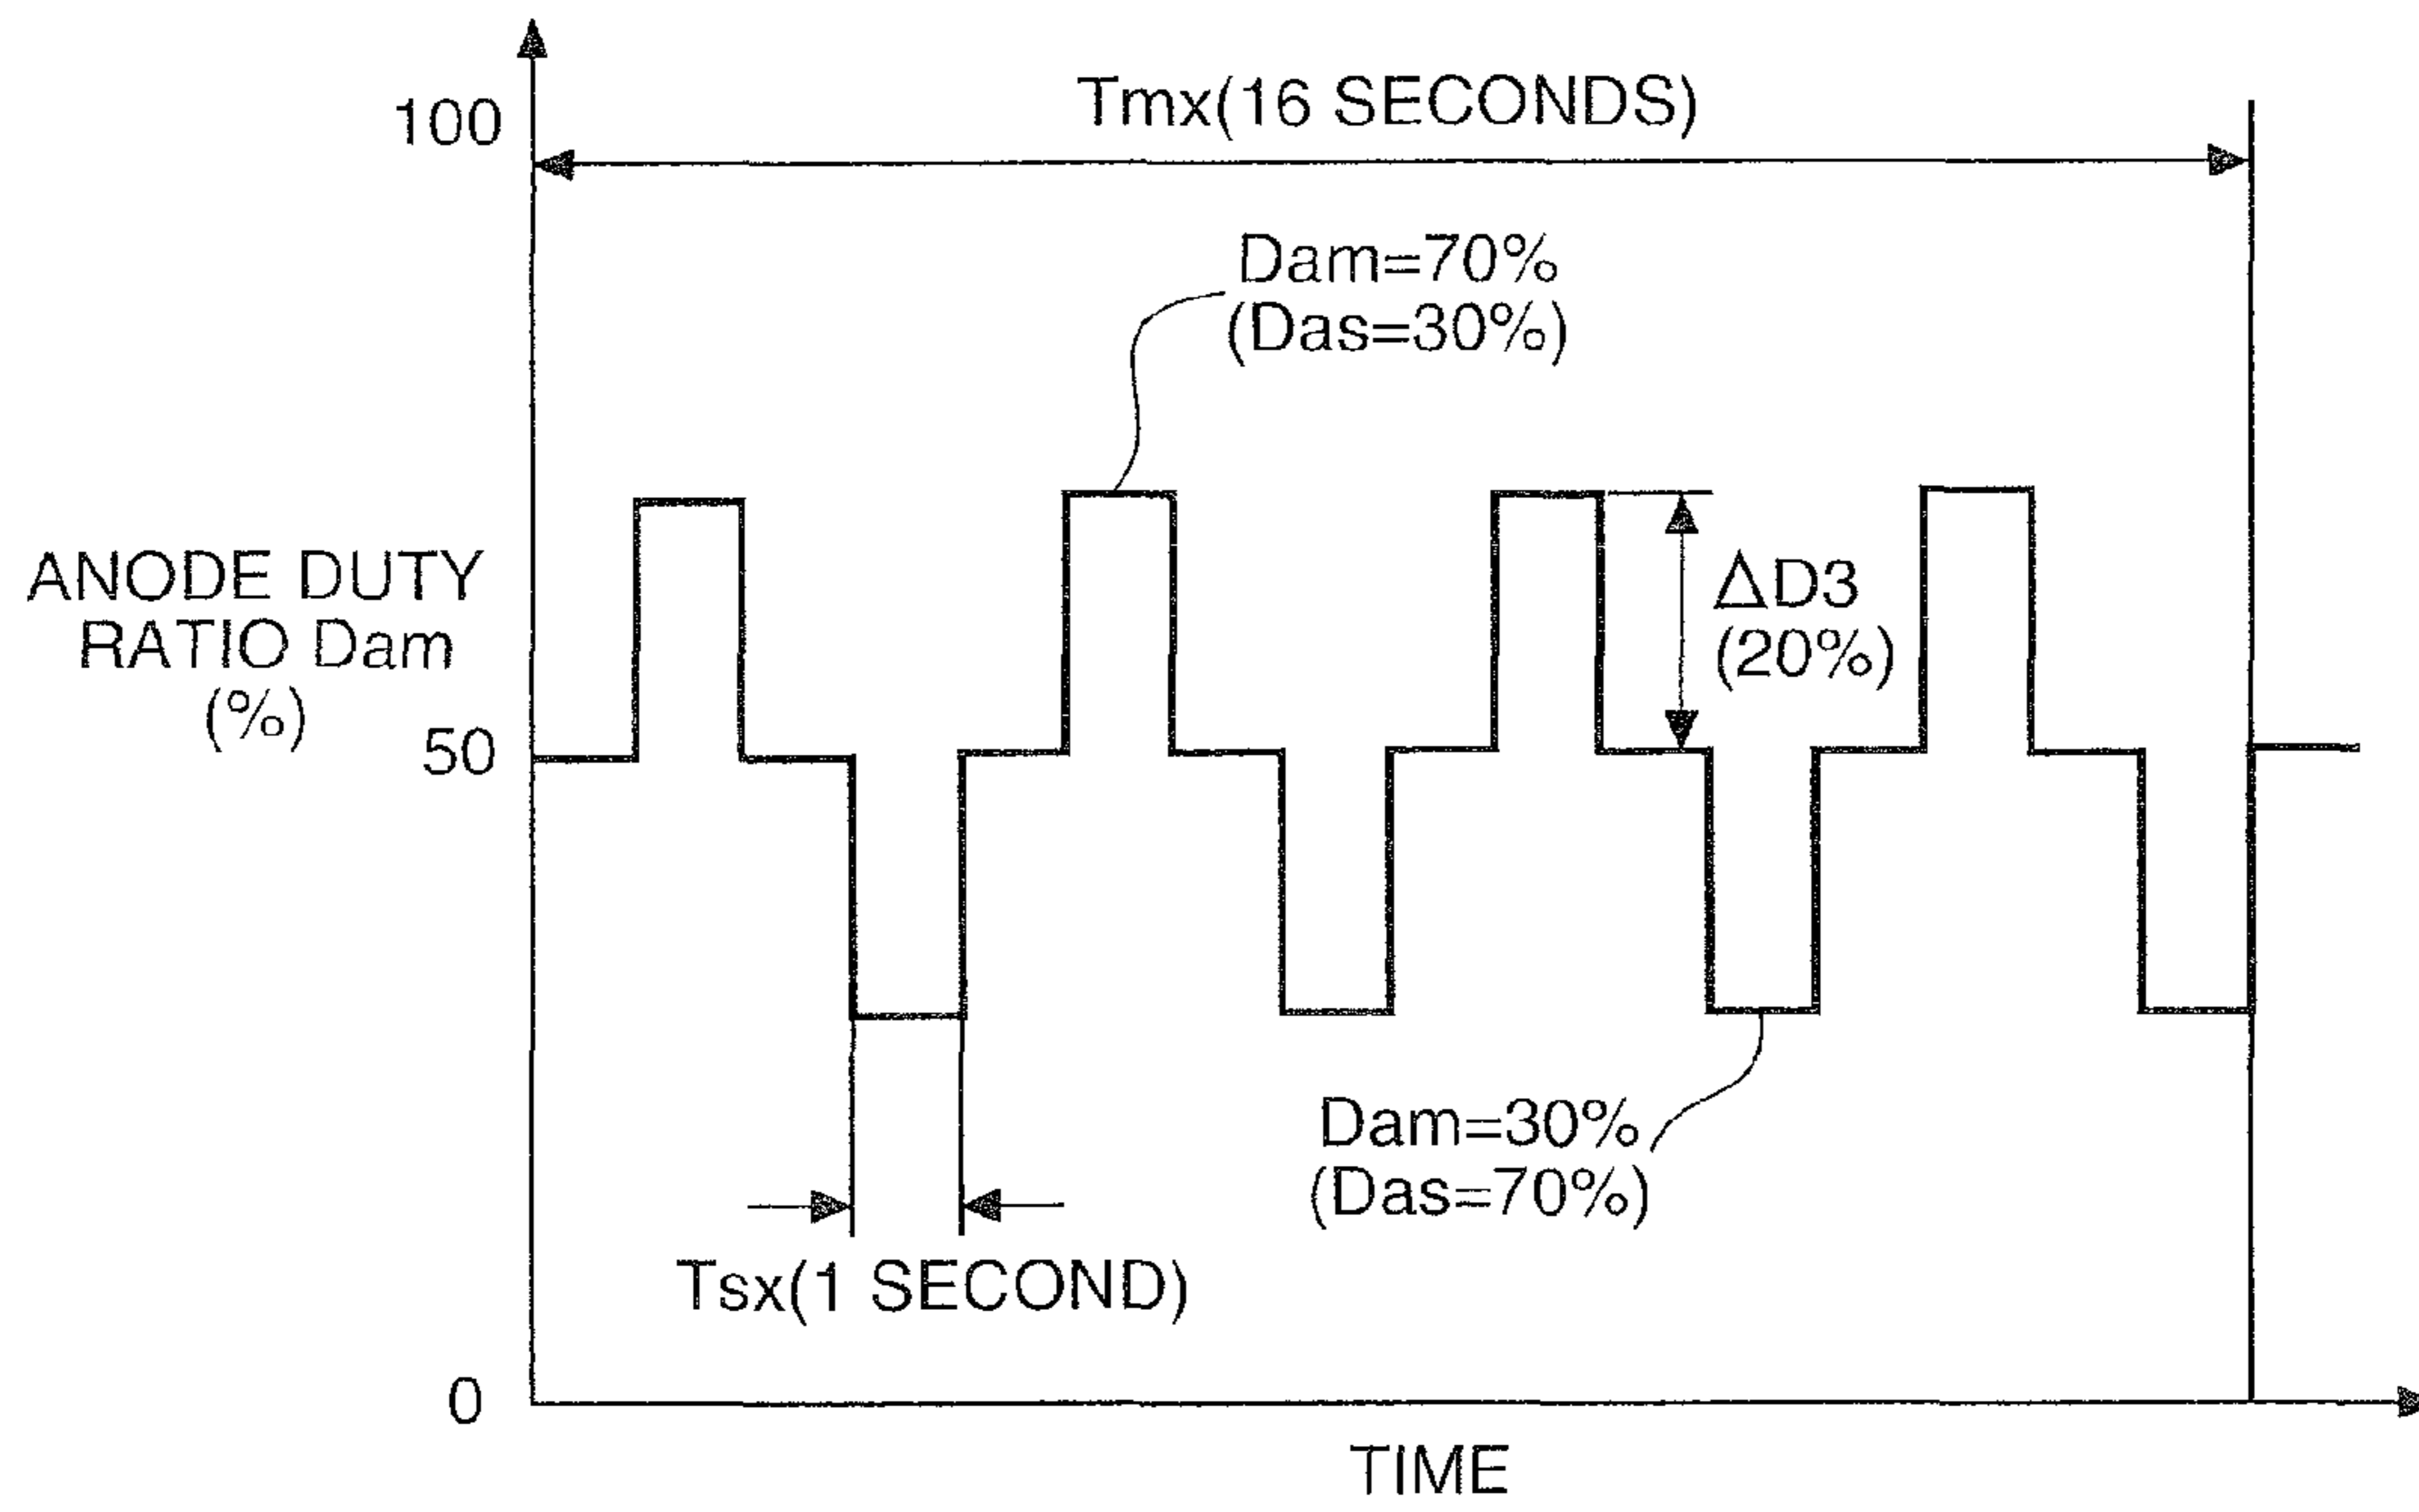 100
Tmx(16 SECONDS)
Dam=70%
(Das=30%)
ANODE DUTY
RATIO Dam
(%)
ΔD3
(20%)
50
Dam=30%
(Das=70%)
Tsx(1 SECOND)
0
TIME